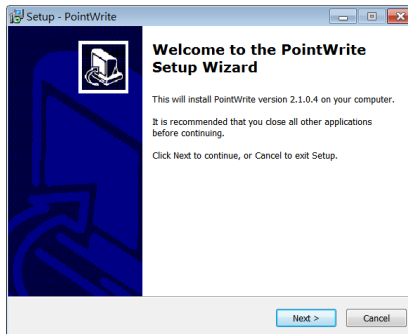 Setup - PointWrite
Welcome to the PointWrite
Setup Wizard
This will install PointWrite version 2.1.0.4 on your computer.
It is recommended that you close all other applications
before continuing.
Click Next to continue, or Cancel to exit Setup.
Next >
Cancel